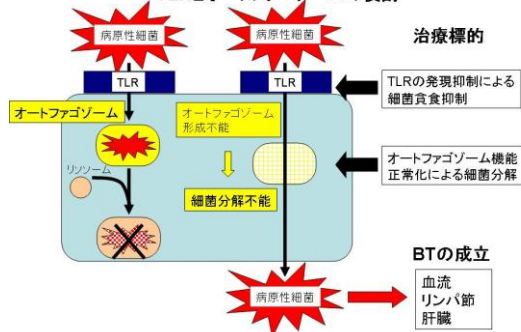 病原性細菌
病原性細菌
治療標的
TLR
TLR
TLRの発現抑制による
細菌貪食抑制
オートファゴゾーム
オートファゴゾーム
形成不能
リンソーム
オートファゴゾーム機能
正常化による細菌分解
細菌分解不能
BTの成立
病原性細菌
血流
リンパ節
肝臓